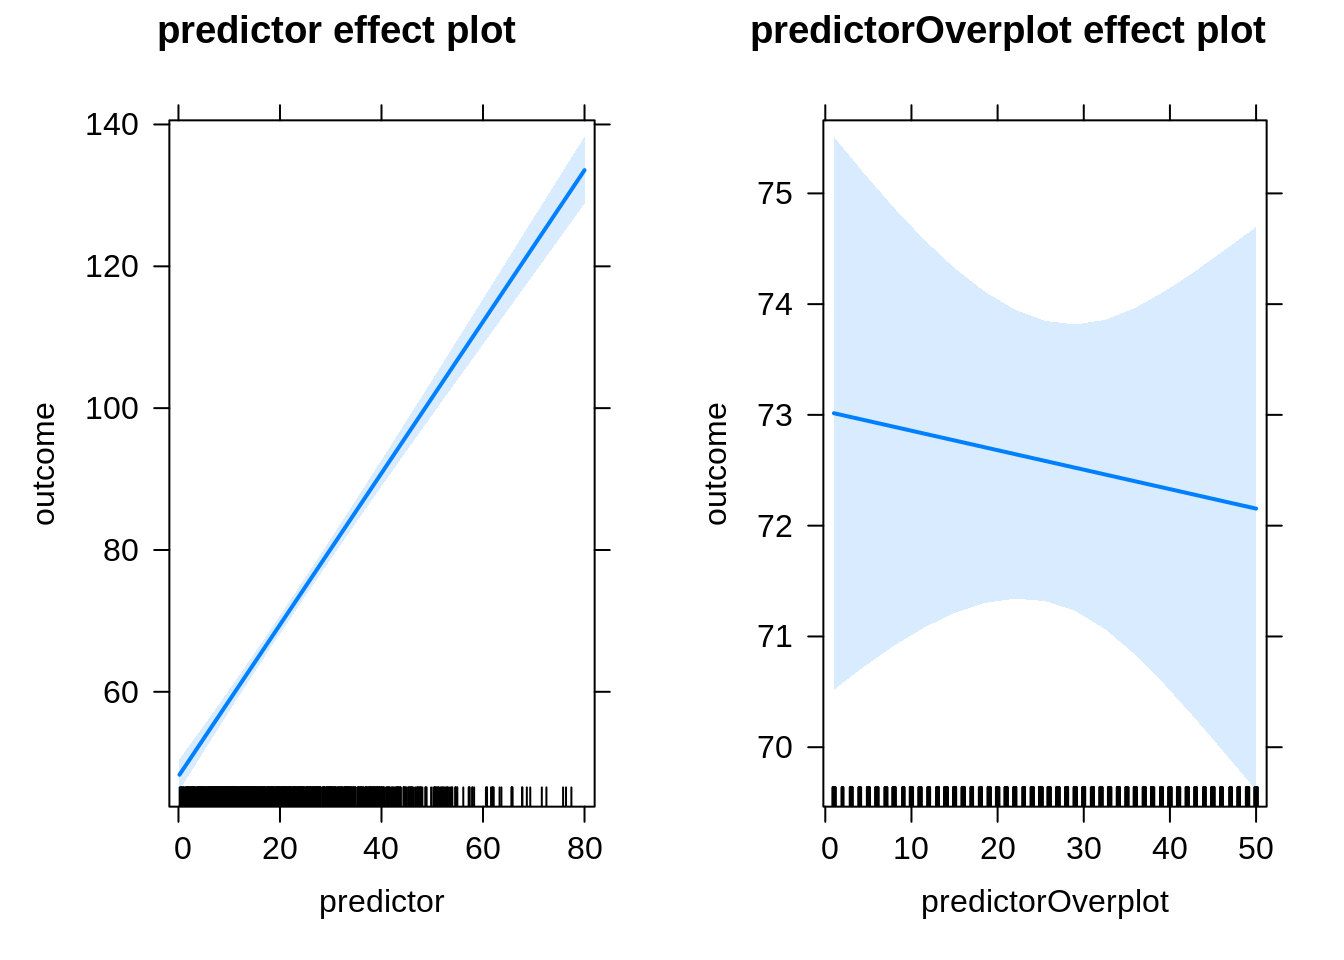 predictor effect plot
140
120
100
80
60
outcome
0 20 40 60 80
predictor
predictorOverplot effect plot
75
74
73
72
71
70
outcome
0 10 20 30 40 50
predictorOverplot